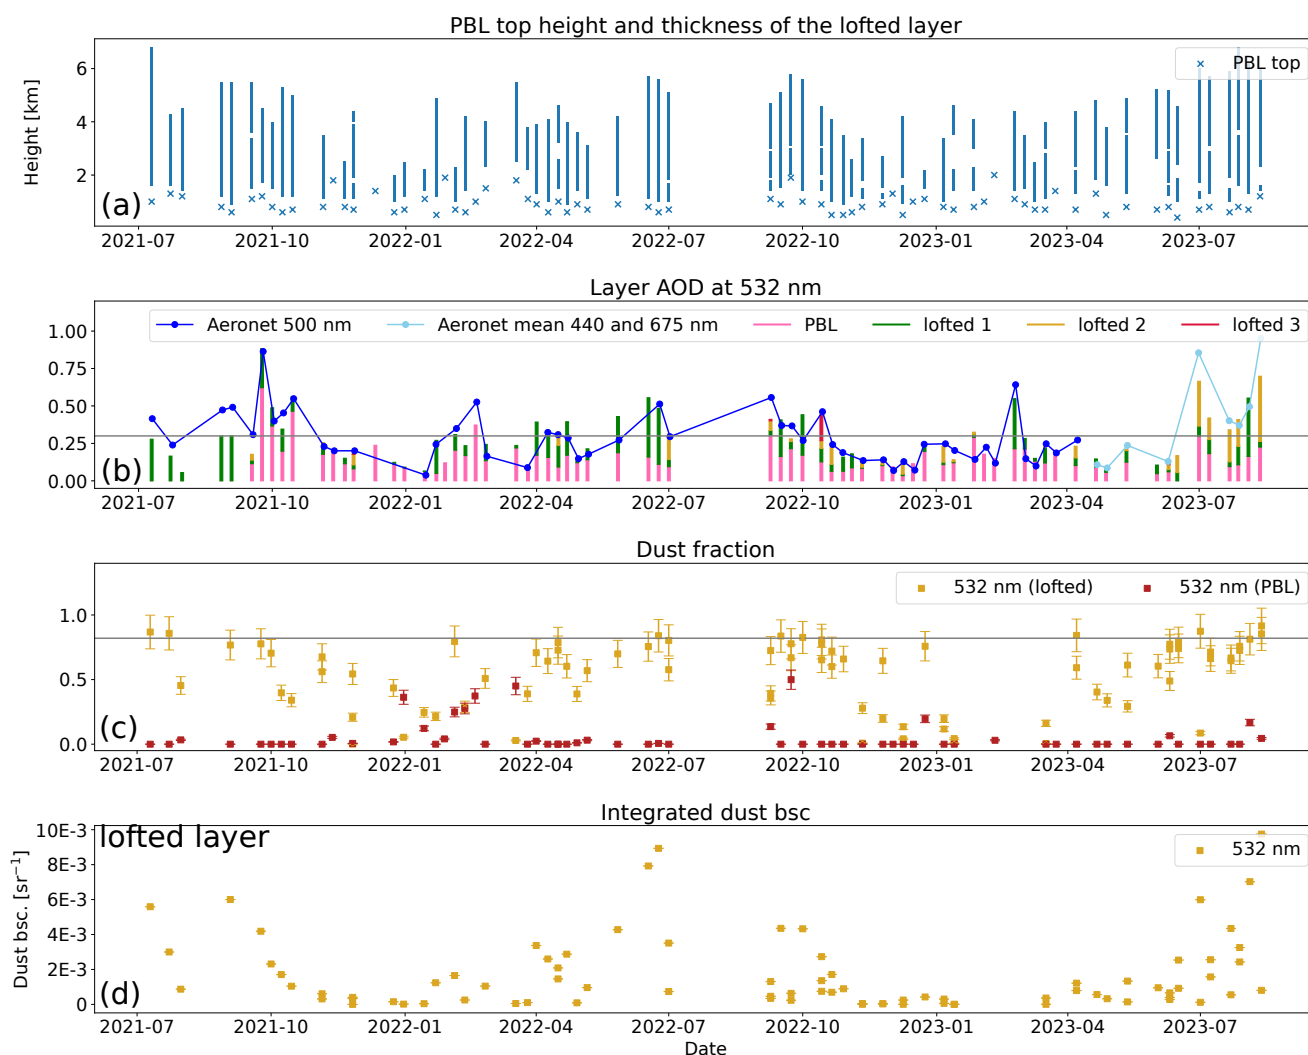 PBL top height and thickness of the lofted layer
PBL top
Height [km]
6
4
2
(a)
2021-07 2021-10 2022-01 2022-04 2022-07 2022-10 2023-01 2023-04 2023-07
Layer AOD at 532 nm
Aeronet 500 nm Aeronet mean 440 and 675 nm PBL lofted 1 lofted 2 lofted 3
1.00
0.75
0.50
0.25
0.00
(b)
2021-07 2021-10 2022-01 2022-04 2022-07 2022-10 2023-01 2023-04 2023-07
Dust fraction
532 nm (lofted) 532 nm (PBL)
1.0
0.5
0.0
(c)
2021-07 2021-10 2022-01 2022-04 2022-07 2022-10 2023-01 2023-04 2023-07
Integrated dust bsc
lofted layer
532 nm
Dust bsc. [sr⁻¹]
10E-3
8E-3
6E-3
4E-3
2E-3
0
(d)
2021-07 2021-10 2022-01 2022-04 2022-07 2022-10 2023-01 2023-04 2023-07
Date